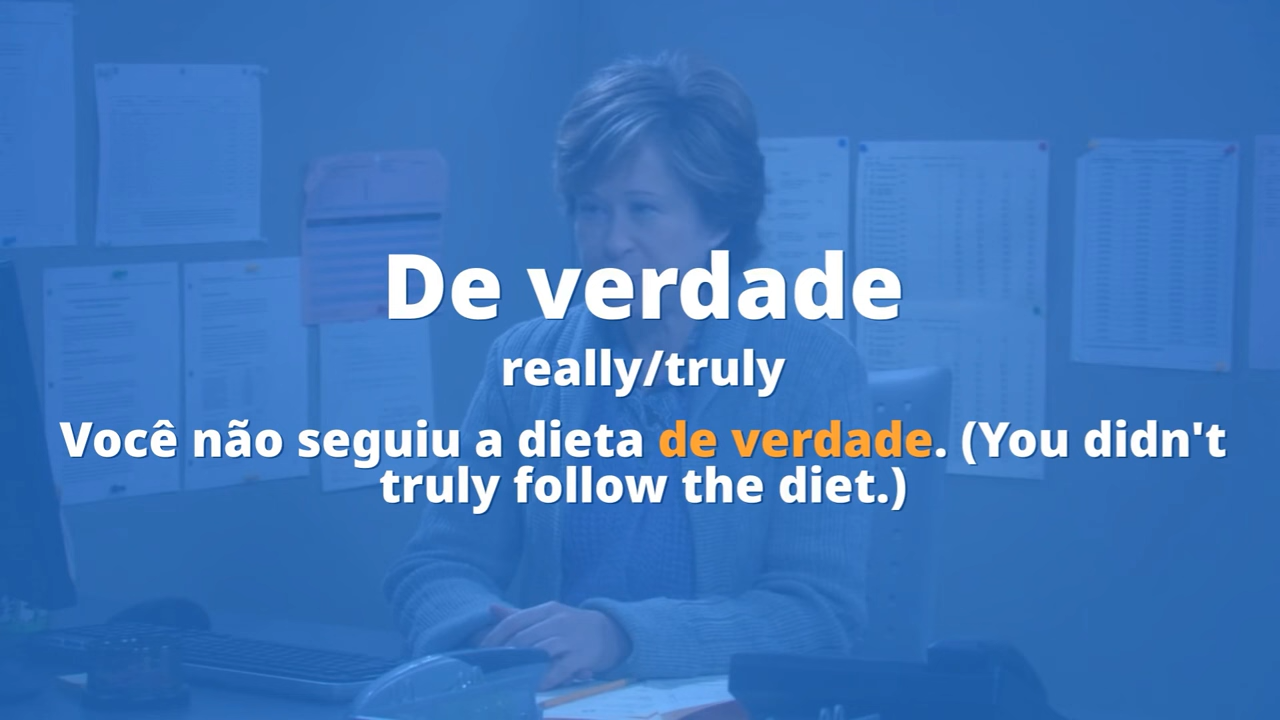 De verdade
really/truly
Você não seguiu a dieta de verdade. (You didn't
truly follow the diet.)